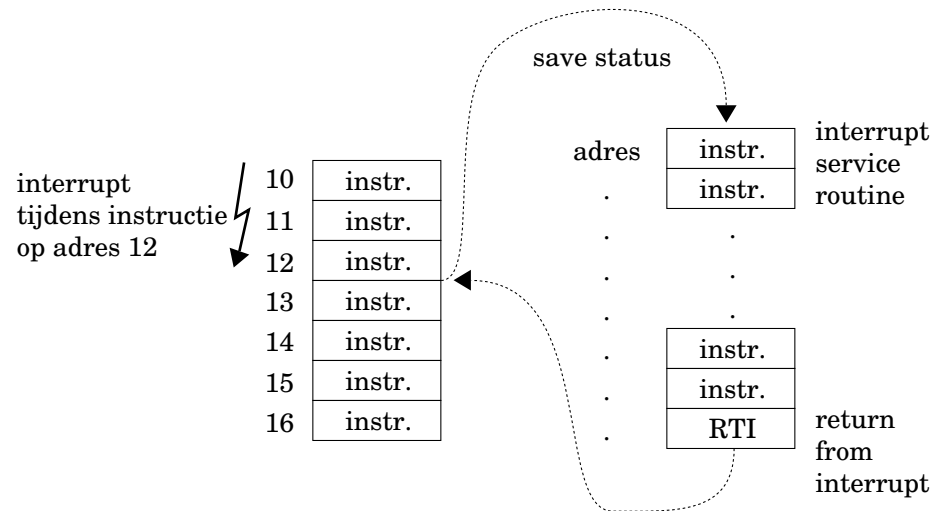 save status
interrupt
tijdens instructie
op adres 12
10 instr.
11 instr.
12 instr.
13 instr.
14 instr.
15 instr.
16 instr.
adres
.
.
.
.
.
.
.
instr.
instr.
.
.
.
instr.
instr.
RTI
interrupt
service
routine
return
from
interrupt